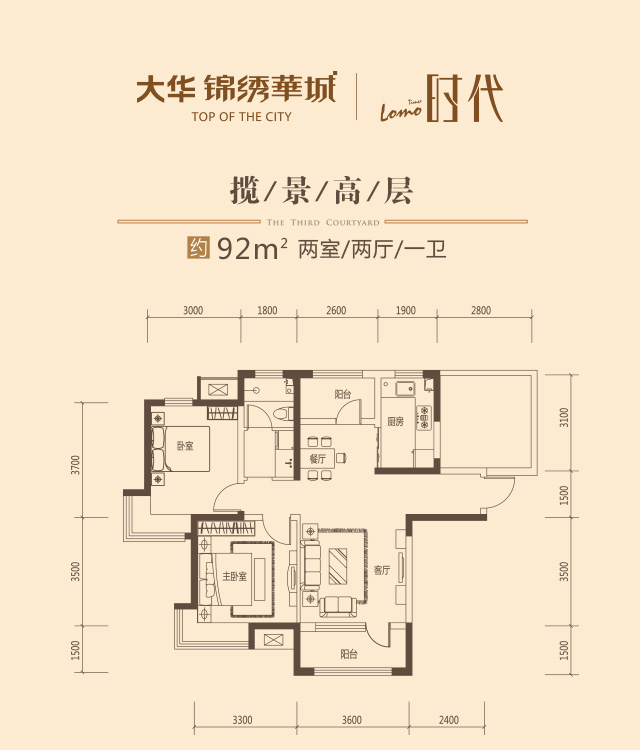 大华 锦绣華城
TOP OF THE CITY
Times
Lomo 时代
揽/景/高/层
THE THIRD COURTYARD
约 92m² 两室/两厅/一卫
3000 1800 2600 1900 2800
阳台
厨房
3100
卧室
餐厅
3700
1500
主卧室
客厅
3500
3500
阳台
1500
1500
3300 3600 2400